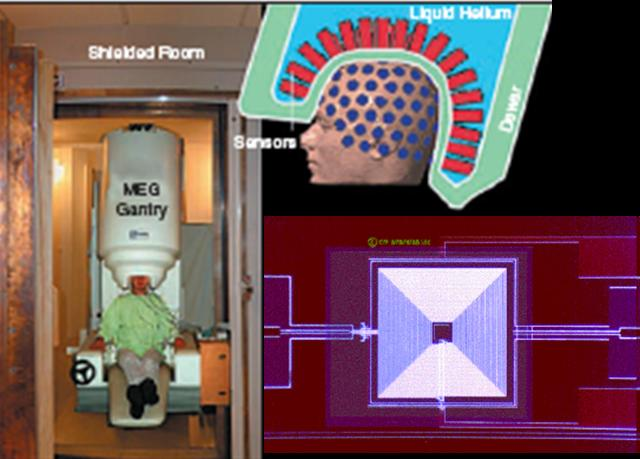 Shielded Room
MEG
Gantry
Liquid Helium
Dewar
Sensors